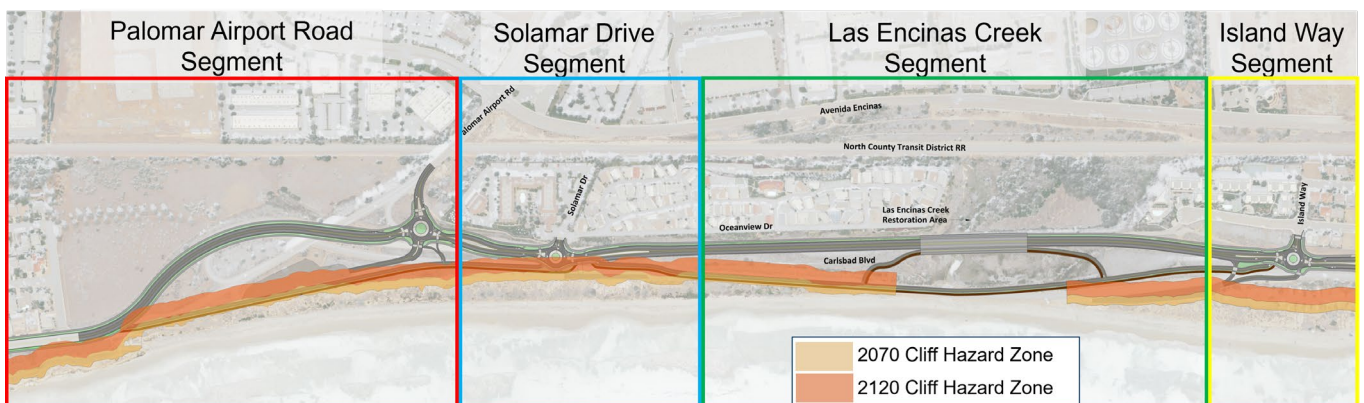 Palomar Airport Road
Segment
Solamar Drive
Segment
Las Encinas Creek
Segment
Island Way
Segment
alomar Airport Rd
Avenida Encinas
North County Transit District RR
Solamar Dr
Las Encinas Creek
Restoration Area
Island Way
Oceanview Dr
Carlsbad Blvd
2070 Cliff Hazard Zone
2120 Cliff Hazard Zone